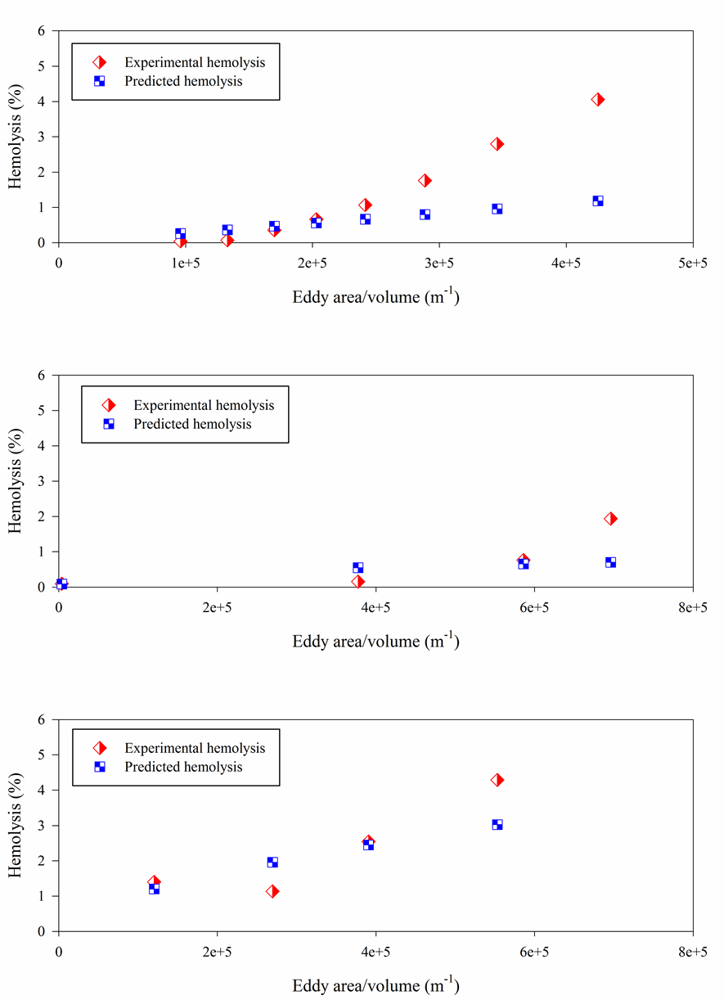 6
5
4
3
2
1
0
Hemolysis (%)
Experimental hemolysis
Predicted hemolysis
0 1e+5 2e+5 3e+5 4e+5 5e+5
Eddy area/volume (m-1)
6
5
4
3
2
1
0
Hemolysis (%)
Experimental hemolysis
Predicted hemolysis
0 2e+5 4e+5 6e+5 8e+5
Eddy area/volume (m-1)
6
5
4
3
2
1
0
Hemolysis (%)
Experimental hemolysis
Predicted hemolysis
0 2e+5 4e+5 6e+5 8e+5
Eddy area/volume (m-1)